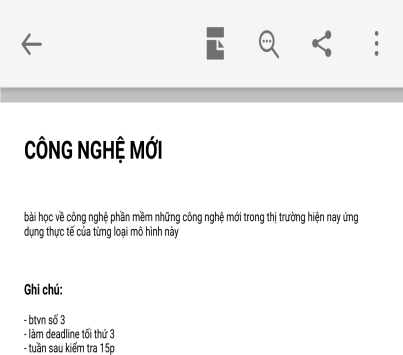 CÔNG NGHỆ MỚI
bài học về công nghệ phần mềm những công nghệ mới trong thị trường hiện nay ứng
dụng thực tế của từng loại mô hình này
Ghi chú:
- btvn số 3
- làm deadline tối thứ 3
- tuần sau kiểm tra 15p